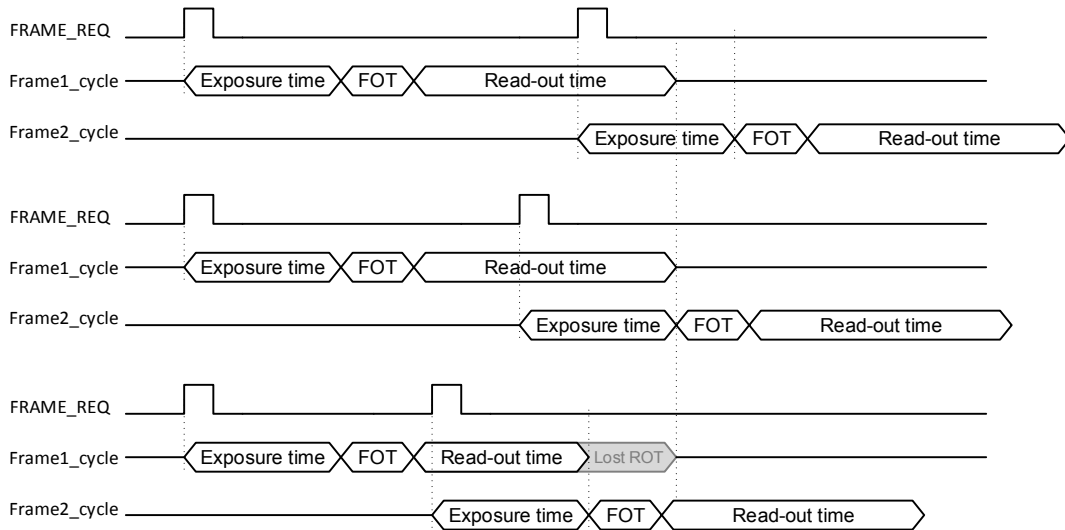 FRAME_REQ
Frame1_cycle Exposure time FOT Read-out time
Frame2_cycle Exposure time FOT Read-out time
FRAME_REQ
Frame1_cycle Exposure time FOT Read-out time
Frame2_cycle Exposure time FOT Read-out time
FRAME_REQ
Frame1_cycle Exposure time FOT Read-out time Lost ROT
Frame2_cycle Exposure time FOT Read-out time